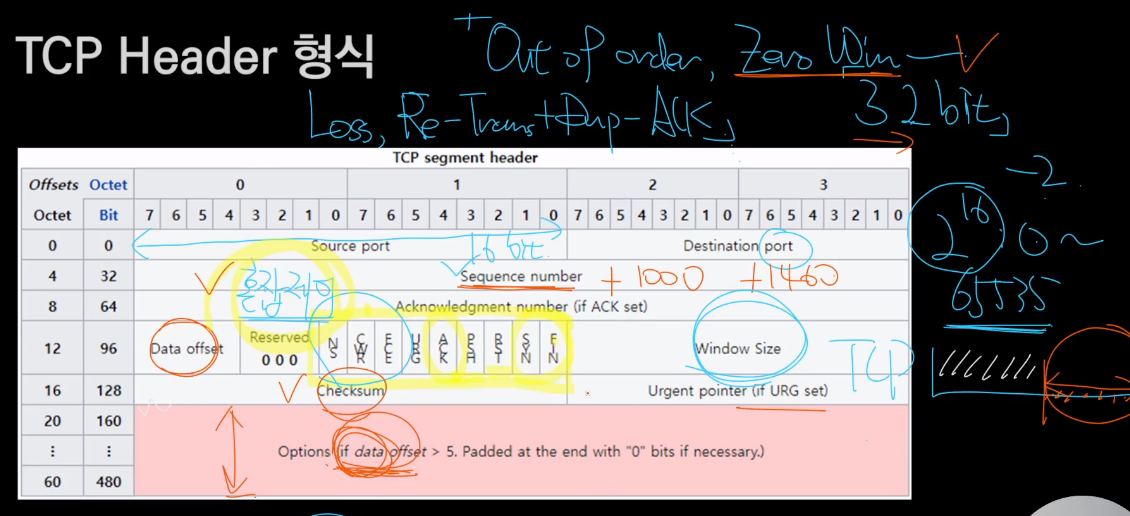 TCP Header 형식
+ Out of order, Zero Win
Loss, Re-Trans + Dup-ACK,
32 bit,
TCP segment header
Offsets Octet 0 1 2 3
Octet Bit 7 6 5 4 3 2 1 0 7 6 5 4 3 2 1 0 7 6 5 4 3 2 1 0 7 6 5 4 3 2 1 0
-2
0 0 Source port 16 bit Destination port
2^16 0~
4 32 Sequence number +1000 +1460
65535
8 64 Acknowledgment number (if ACK set)
12 96 Data offset Reserved 0 0 0 NS CWR ECE URG ACK PSH RST SYN FIN Window Size
TCP
16 128 Checksum Urgent pointer (if URG set)
20 160
⋮ ⋮ Options (if data offset > 5. Padded at the end with "0" bits if necessary.)
60 480